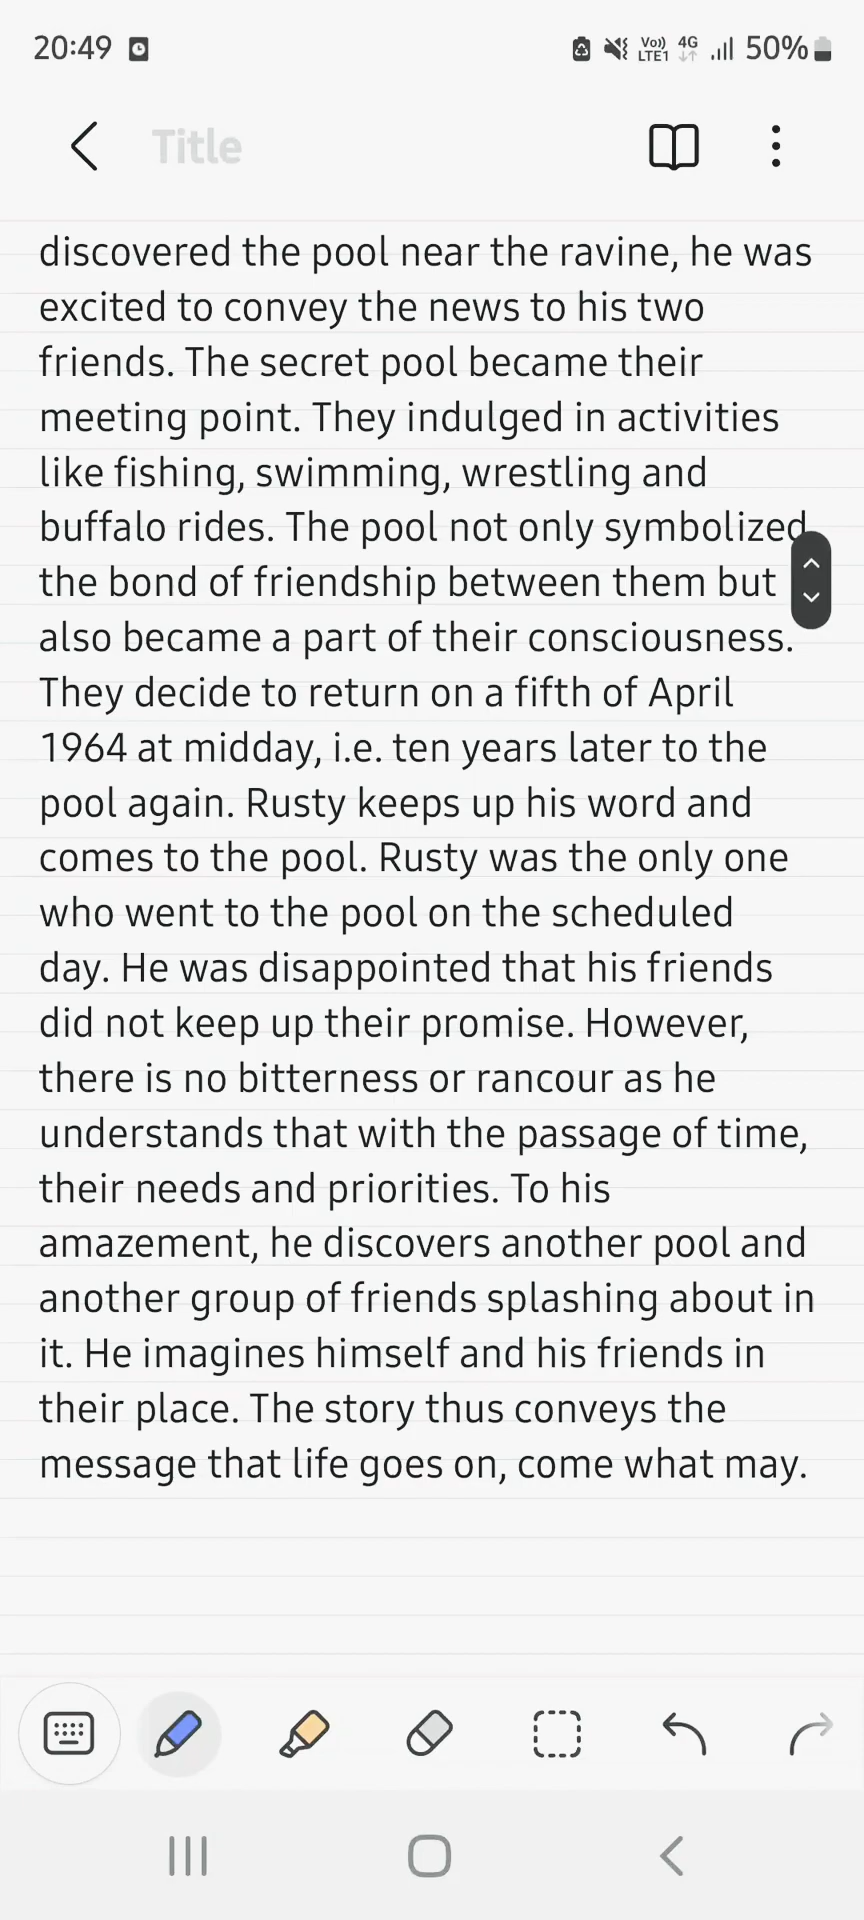 20:49
Vo))
LTE1
4G
50%
Title
discovered the pool near the ravine, he was
excited to convey the news to his two
friends. The secret pool became their
meeting point. They indulged in activities
like fishing, swimming, wrestling and
buffalo rides. The pool not only symbolized
the bond of friendship between them but
also became a part of their consciousness.
They decide to return on a fifth of April
1964 at midday, i.e. ten years later to the
pool again. Rusty keeps up his word and
comes to the pool. Rusty was the only one
who went to the pool on the scheduled
day. He was disappointed that his friends
did not keep up their promise. However,
there is no bitterness or rancour as he
understands that with the passage of time,
their needs and priorities. To his
amazement, he discovers another pool and
another group of friends splashing about in
it. He imagines himself and his friends in
their place. The story thus conveys the
message that life goes on, come what may.